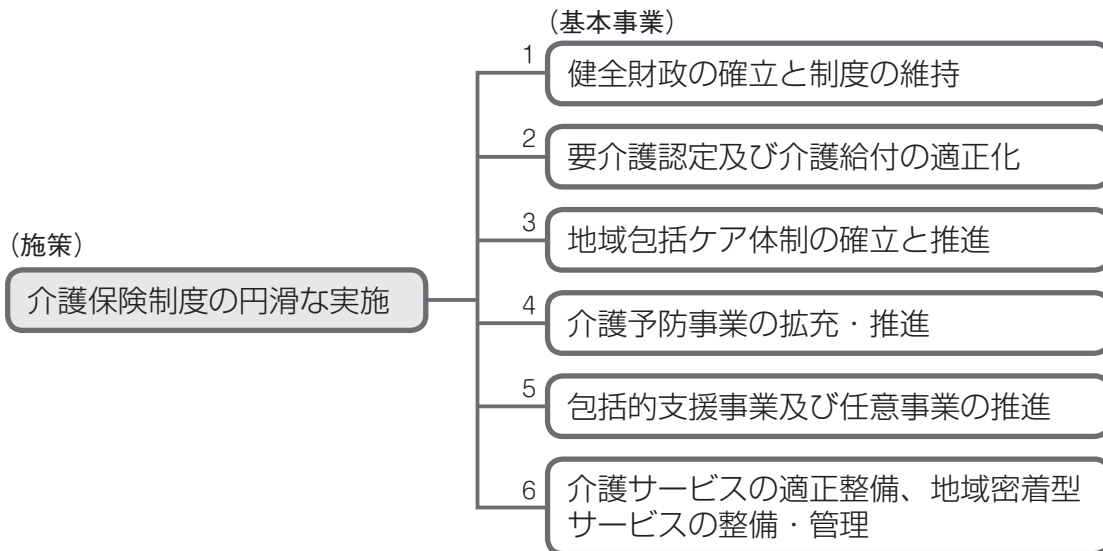 (基本事業)
1
健全財政の確立と制度の維持
2
要介護認定及び介護給付の適正化
3
地域包括ケア体制の確立と推進
(施策)
介護保険制度の円滑な実施
4
介護予防事業の拡充・推進
5
包括的支援事業及び任意事業の推進
6
介護サービスの適正整備、地域密着型
サービスの整備・管理